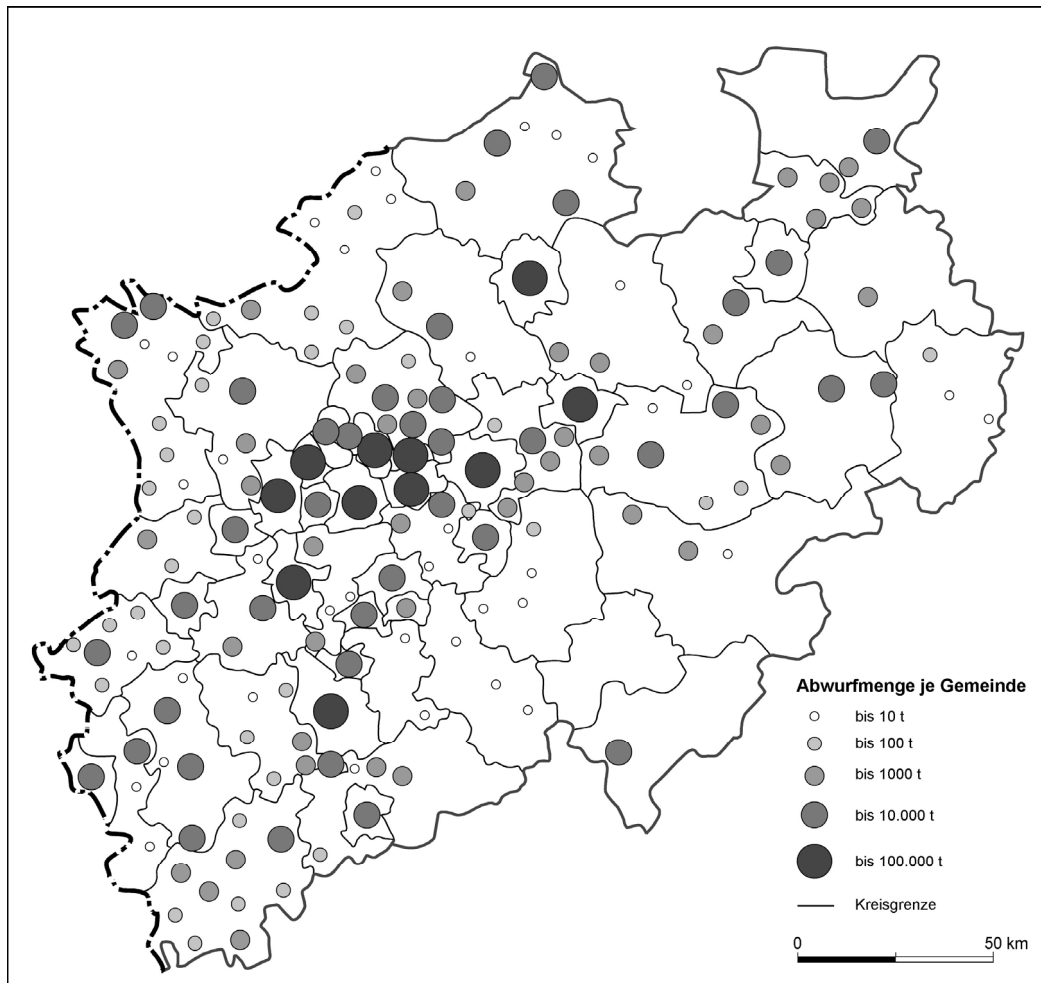 Abwurfmenge je Gemeinde
bis 10 t
bis 100 t
bis 1000 t
bis 10.000 t
bis 100.000 t
Kreisgrenze
0 50 km